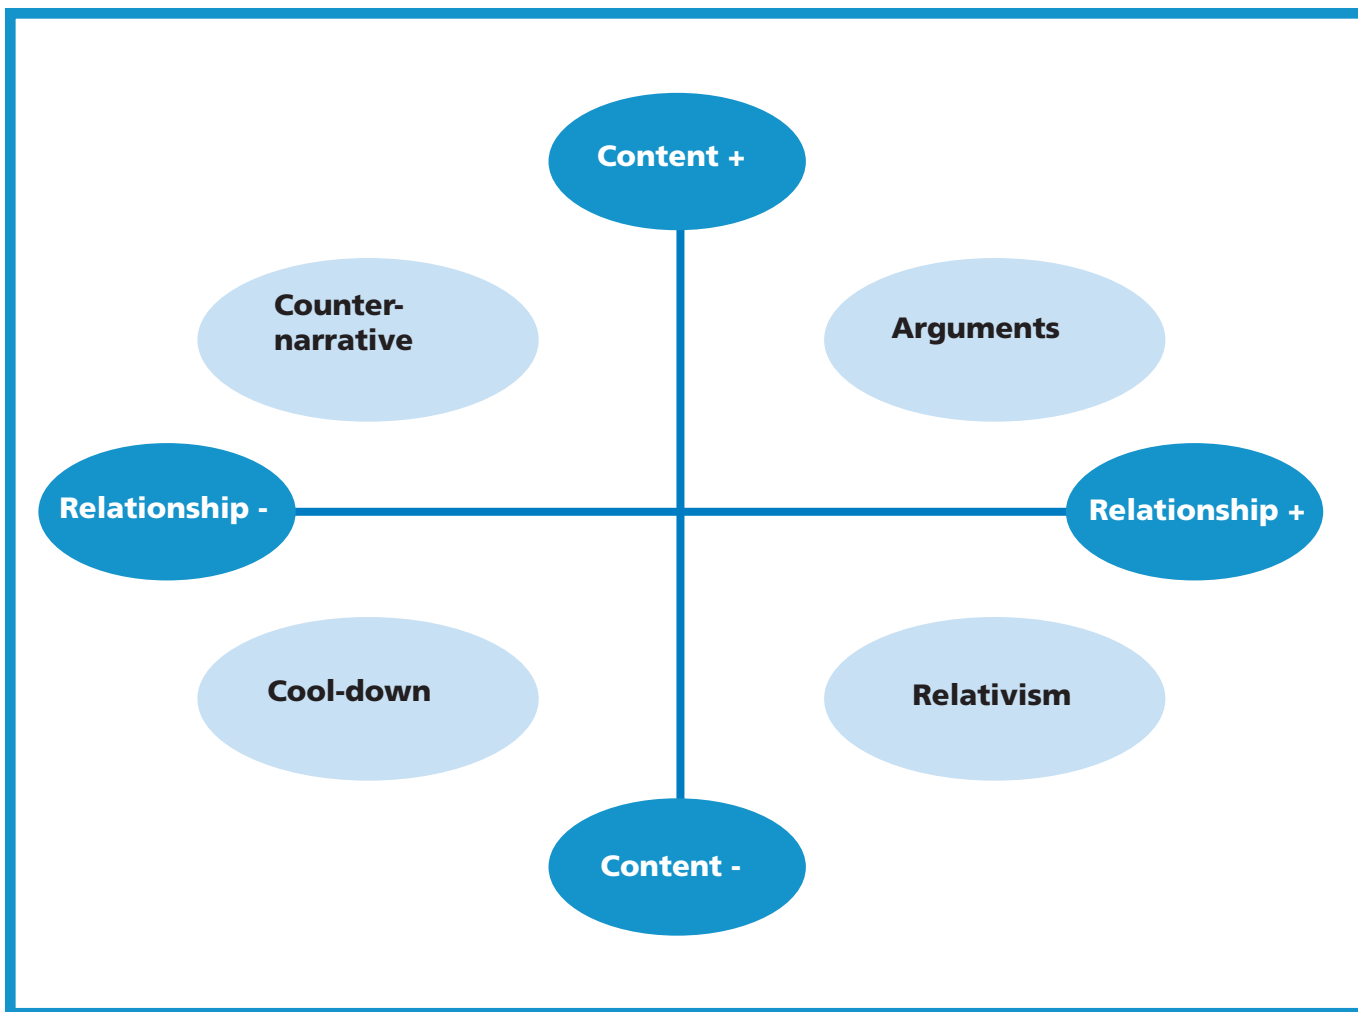 Content +
Counter-
narrative
Arguments
Relationship -
Relationship +
Cool-down
Relativism
Content -